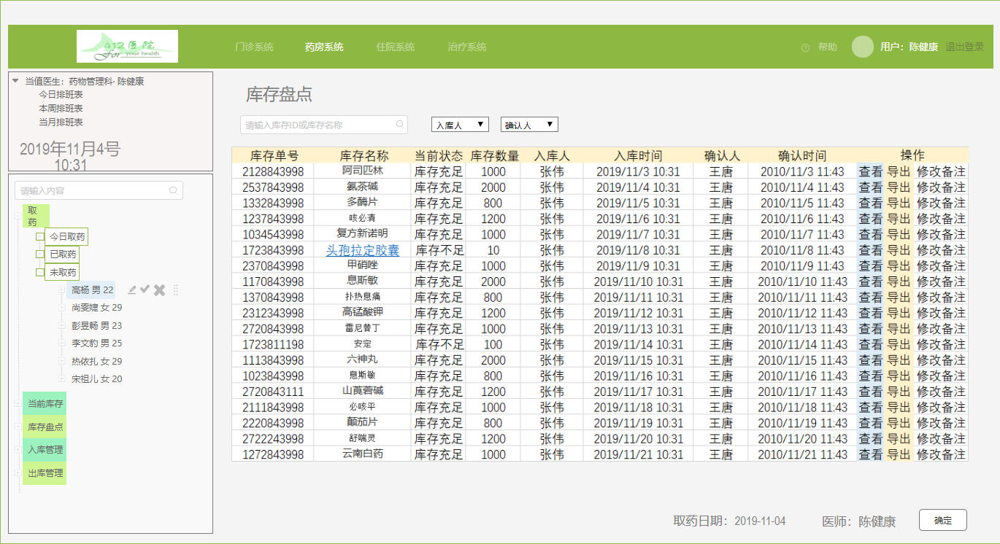 412医院
for your health
门诊系统 药房系统 住院系统 治疗系统
帮助 用户：陈健康 退出登录
当值医生：药物管理科· 陈健康
今日排班表
本周排班表
当月排班表
2019年11月4号
10:31
请输入内容
取
药
今日取药
已取药
未取药
高杨 男 22
尚雯婕 女 29
彭昱畅 男 23
李文豹 男 25
热依扎 女 29
宋祖儿 女 20
当前库存
库存盘点
入库管理
出库管理
库存盘点
请输入库存ID或库存名称 入库人 确认人
库存单号 库存名称 当前状态 库存数量 入库人 入库时间 确认人 确认时间 操作
2128843998 阿司匹林 库存充足 1000 张伟 2019/11/3 10:31 王唐 2010/11/3 11:43 查看 导出 修改备注
2537843998 氨茶碱 库存充足 2000 张伟 2019/11/4 10:31 王唐 2010/11/4 11:43 查看 导出 修改备注
1332843998 多酶片 库存充足 800 张伟 2019/11/5 10:31 王唐 2010/11/5 11:43 查看 导出 修改备注
1237843998 咳必清 库存充足 1200 张伟 2019/11/6 10:31 王唐 2010/11/6 11:43 查看 导出 修改备注
1034543998 复方新诺明 库存充足 1000 张伟 2019/11/7 10:31 王唐 2010/11/7 11:43 查看 导出 修改备注
1723843998 头孢拉定胶囊 库存不足 10 张伟 2019/11/8 10:31 王唐 2010/11/8 11:43 查看 导出 修改备注
2370843998 甲硝唑 库存充足 1000 张伟 2019/11/9 10:31 王唐 2010/11/9 11:43 查看 导出 修改备注
1170843998 息斯敏 库存充足 2000 张伟 2019/11/10 10:31 王唐 2010/11/10 11:43 查看 导出 修改备注
1370843998 扑热息痛 库存充足 800 张伟 2019/11/11 10:31 王唐 2010/11/11 11:43 查看 导出 修改备注
2312343998 高锰酸钾 库存充足 1200 张伟 2019/11/12 10:31 王唐 2010/11/12 11:43 查看 导出 修改备注
2720843998 雷尼替丁 库存充足 1000 张伟 2019/11/13 10:31 王唐 2010/11/13 11:43 查看 导出 修改备注
1723811198 安定 库存不足 100 张伟 2019/11/14 10:31 王唐 2010/11/14 11:43 查看 导出 修改备注
1113843998 六神丸 库存充足 2000 张伟 2019/11/15 10:31 王唐 2010/11/15 11:43 查看 导出 修改备注
1023843998 息斯敏 库存充足 800 张伟 2019/11/16 10:31 王唐 2010/11/16 11:43 查看 导出 修改备注
2720843111 山莨菪碱 库存充足 1200 张伟 2019/11/17 10:31 王唐 2010/11/17 11:43 查看 导出 修改备注
2111843998 必咳平 库存充足 1000 张伟 2019/11/18 10:31 王唐 2010/11/18 11:43 查看 导出 修改备注
2220843998 颠茄片 库存充足 800 张伟 2019/11/19 10:31 王唐 2010/11/19 11:43 查看 导出 修改备注
2722243998 舒喘灵 库存充足 1200 张伟 2019/11/20 10:31 王唐 2010/11/20 11:43 查看 导出 修改备注
1272843998 云南白药 库存充足 1000 张伟 2019/11/21 10:31 王唐 2010/11/21 11:43 查看 导出 修改备注
取药日期：2019-11-04 医师：陈健康 确定